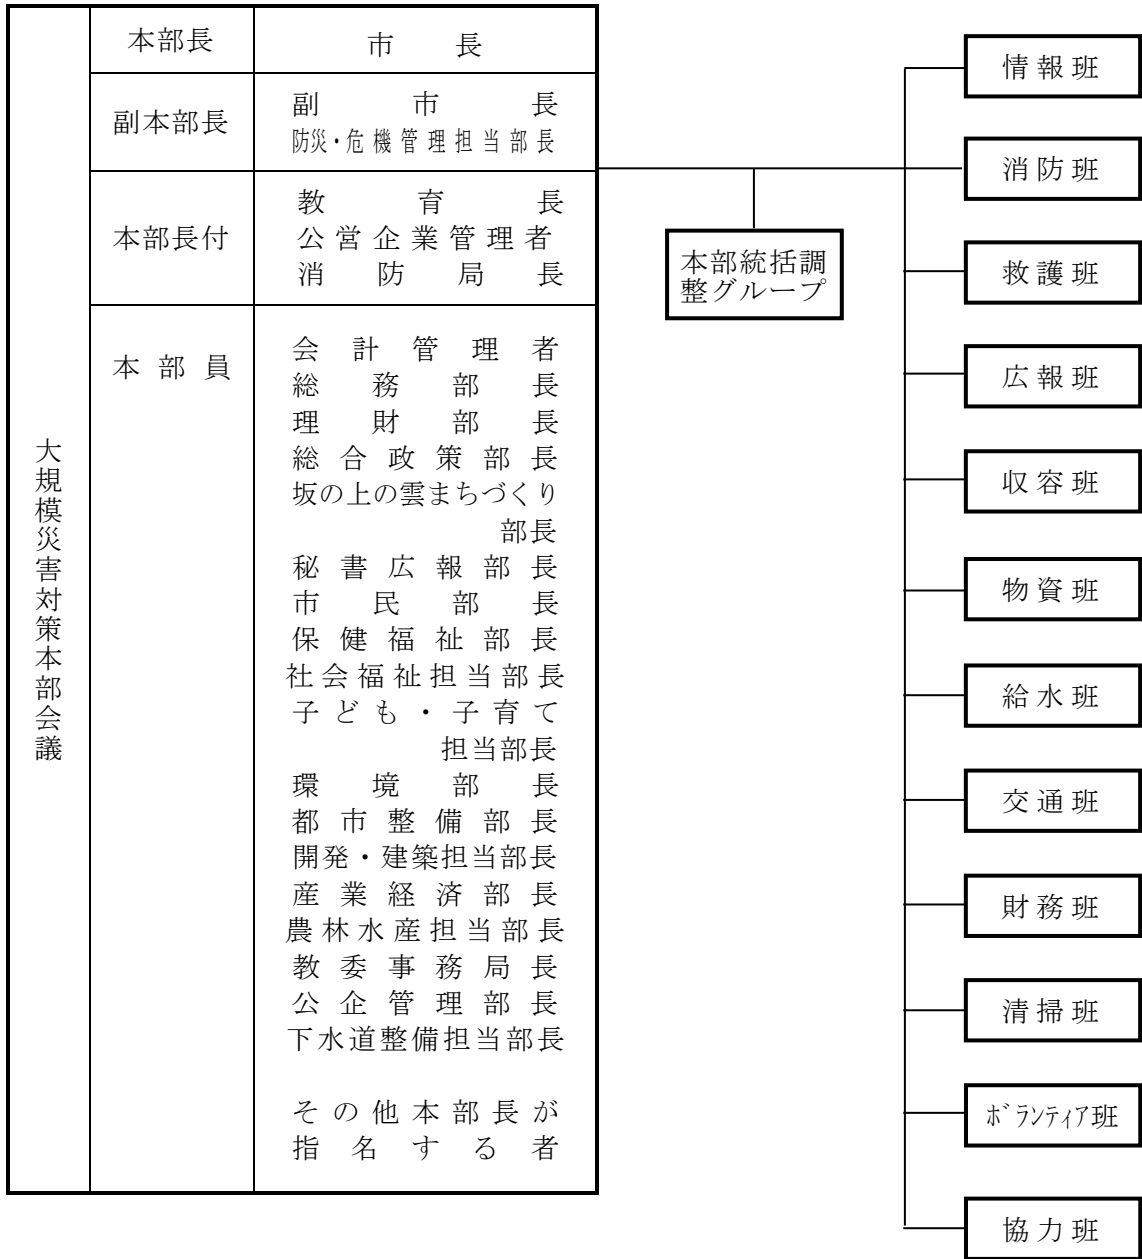 大規模災害対策本部会議
本部長
市長
副本部長
副市長
防災・危機管理担当部長
本部長付
教育長
公営企業管理者
消防局長
本部員
会計管理者
総務部長
理財部長
総合政策部長
坂の上の雲まちづくり
部長
秘書広報部長
市民部長
保健福祉部長
社会福祉担当部長
子ども・子育て
担当部長
環境部長
都市整備部長
開発・建築担当部長
産業経済部長
農林水産担当部長
教委事務局長
公企管理部長
下水道整備担当部長
その他本部長が
指名する者
本部統括調
整グループ
情報班
消防班
救護班
広報班
収容班
物資班
給水班
交通班
財務班
清掃班
ボランティア班
協力班